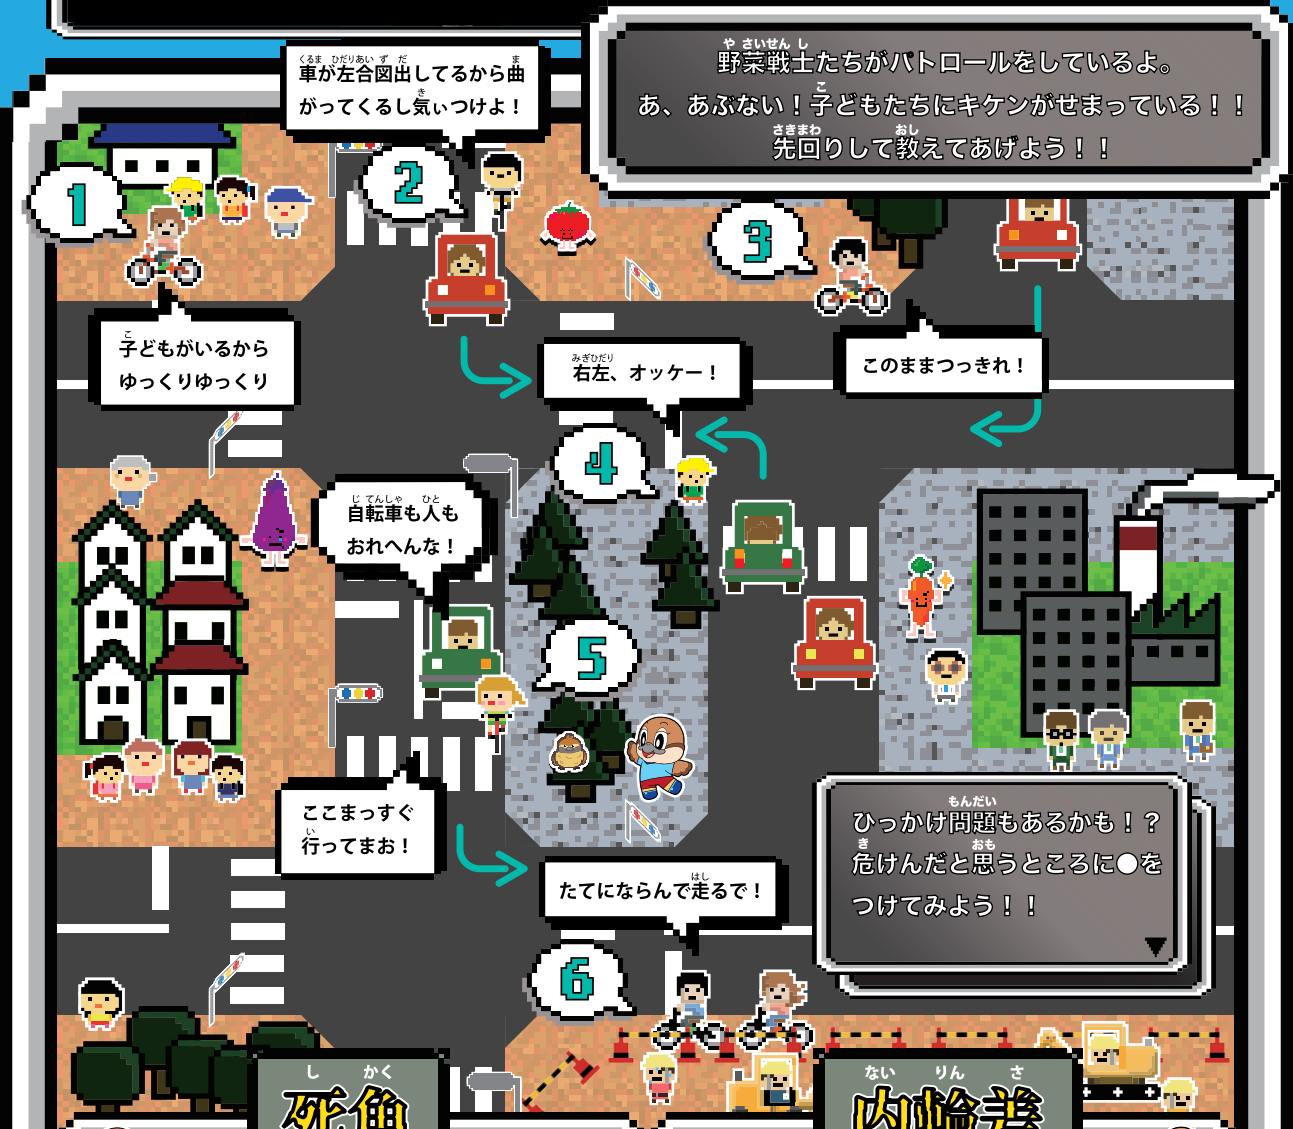 野菜戦士たちがパトロールをしているよ。
あ、あぶない！子どもたちにキケンがせまっている！！
先回りして教えてあげよう！！
1
子どもがいるから
ゆっくりゆっくり
2
車が左合図出してるから曲
がってくるし気ぃつけよ！
3
このままつっきれ！
4
右左、オッケー！
自転車も人も
おれへんな！
5
ここまっすぐ
行ってまお！
6
たてにならんで走るで！
ひっかけ問題もあるかも！？
危けんだと思うところに●を
つけてみよう！！
▼
死角
内輪差